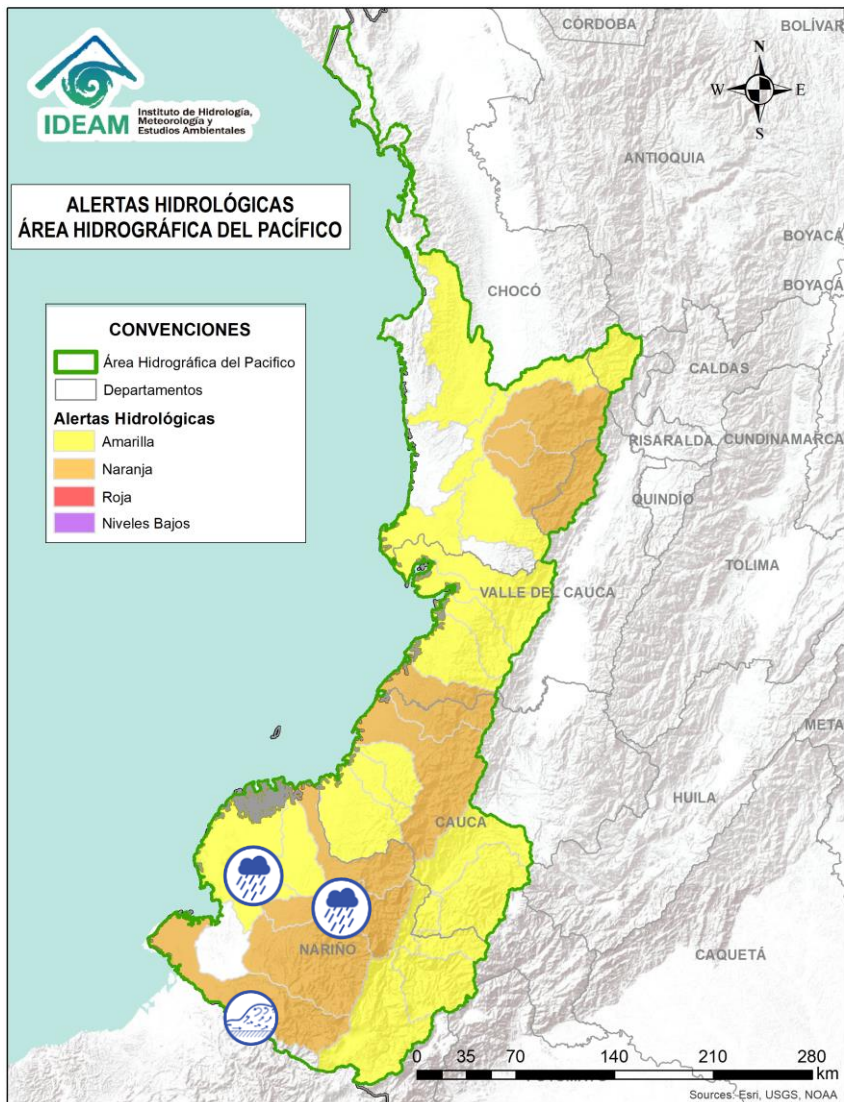 CÓRDOBA
BOLÍVAR
IDEAM
Instituto de Hidrología,
Meteorología y
Estudios Ambientales
N
W E
S
ANTIOQUIA
ALERTAS HIDROLÓGICAS
ÁREA HIDROGRÁFICA DEL PACÍFICO
BOYACÁ
BOYACÁ
CHOCÓ
CONVENCIONES
Área Hidrográfica del Pacifico
Departamentos
Alertas Hidrológicas
Amarilla
Naranja
Roja
Niveles Bajos
CALDAS
RISARALDA
CUNDINAMARCA
QUINDÍO
TOLIMA
VALLE DEL CAUCA
META
HUILA
CAUCA
NARIÑO
CAQUETÁ
0 35 70 140 210 280
km
Sources: Esri, USGS, NOAA